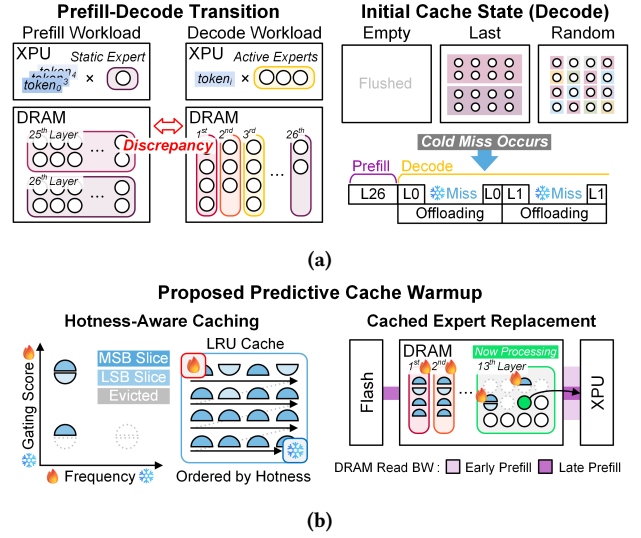 Prefill-Decode Transition
Prefill Workload
XPU
Static Expert
token4
token3
token0
×
DRAM
25th Layer
...
26th Layer
...
Discrepancy
Decode Workload
XPU
Active Experts
tokeni
×
DRAM
1st 2nd 3rd 26th
...
Initial Cache State (Decode)
Empty Last Random
Flushed
Cold Miss Occurs
Prefill Decode
L26 L0 Miss L0 L1 Miss L1
Offloading Offloading
(a)
Proposed Predictive Cache Warmup
Hotness-Aware Caching
Gating Score
MSB Slice
LSB Slice
Evicted
Frequency
LRU Cache
Ordered by Hotness
Cached Expert Replacement
Flash
DRAM
1st 2nd
...
Now Processing
13th Layer
XPU
DRAM Read BW : Early Prefill Late Prefill
(b)